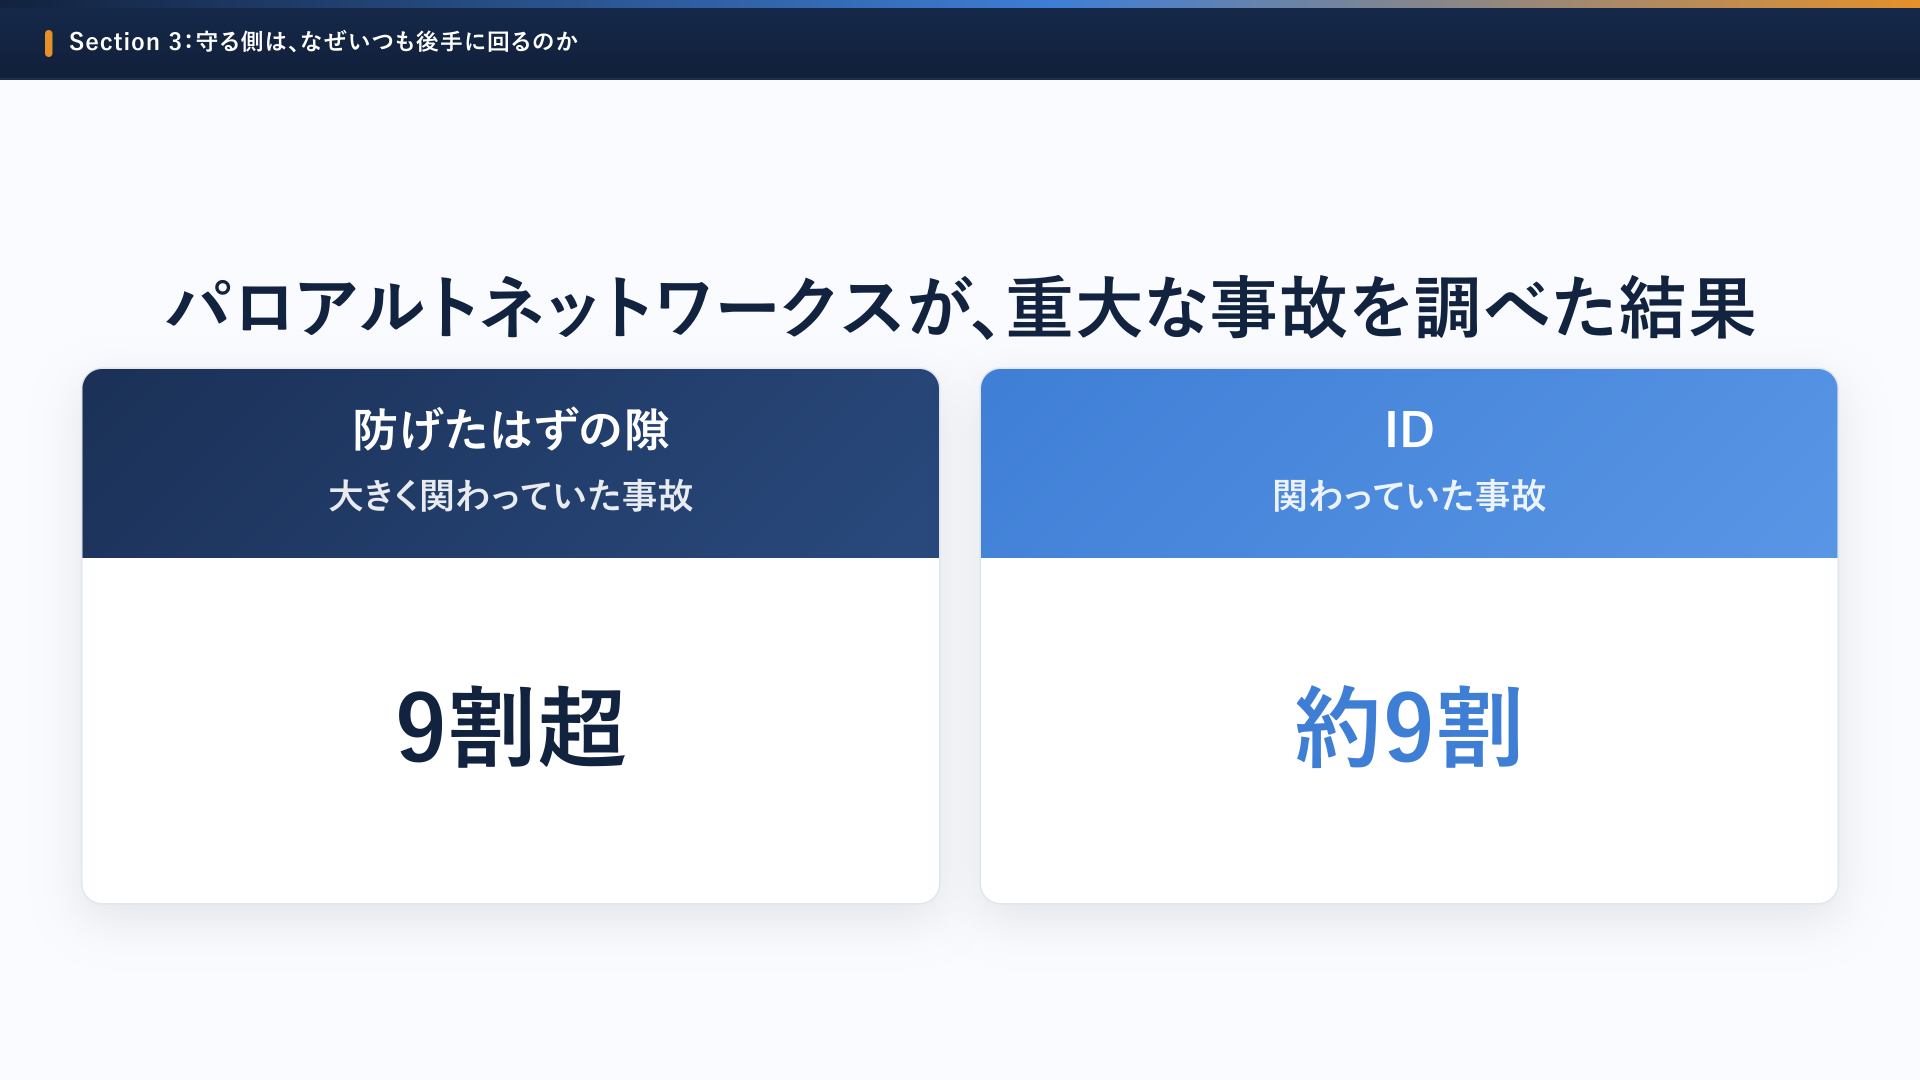 Section 3：守る側は、なぜいつも後手に回るのか
パロアルトネットワークスが、重大な事故を調べた結果
防げたはずの隙
大きく関わっていた事故
9割超
ID
関わっていた事故
約9割